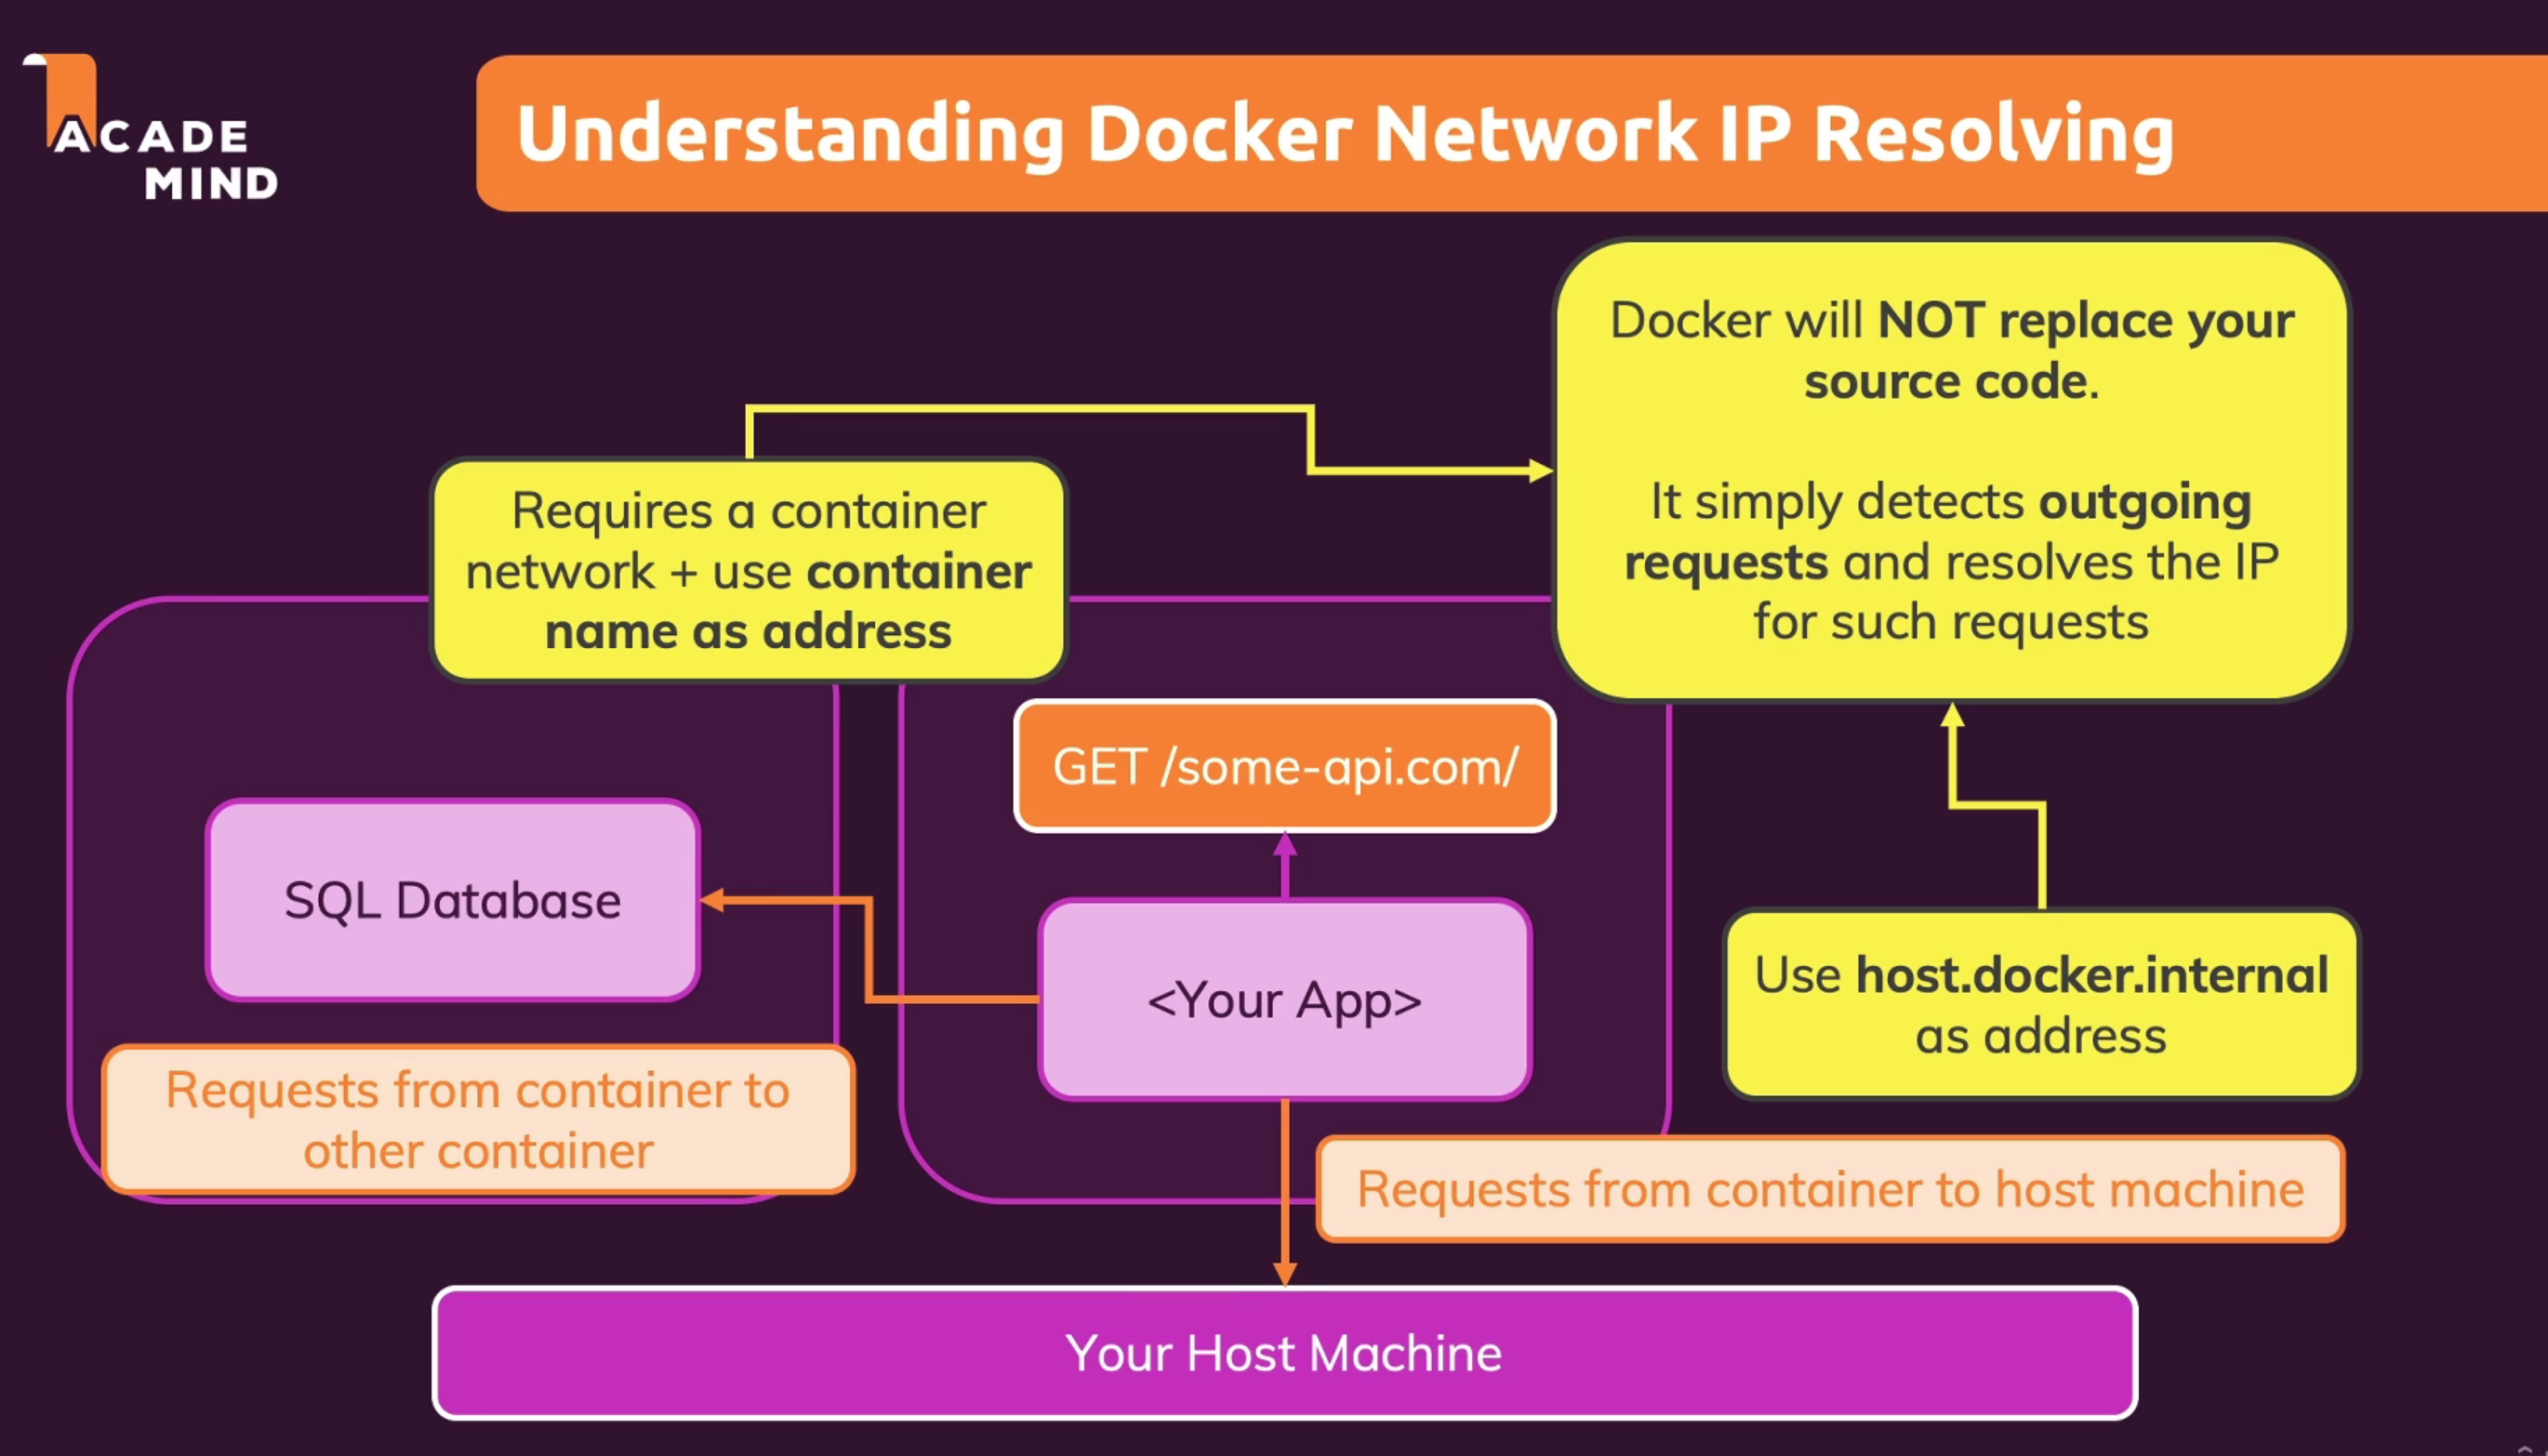 ACADE
MIND
Understanding Docker Network IP Resolving
Docker will NOT replace your
source code.
It simply detects outgoing
requests and resolves the IP
for such requests
Requires a container
network + use container
name as address
GET /some-api.com/
SQL Database
<Your App>
Use host.docker.internal
as address
Requests from container to
other container
Requests from container to host machine
Your Host Machine